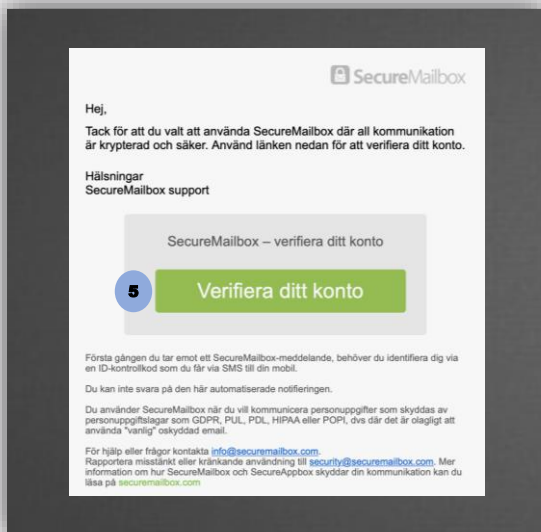 SecureMailbox
Hej,
Tack för att du valt att använda SecureMailbox där all kommunikation
är krypterad och säker. Använd länken nedan för att verifiera ditt konto.
Hälsningar
SecureMailbox support
SecureMailbox – verifiera ditt konto
5 Verifiera ditt konto
Första gången du tar emot ett SecureMailbox-meddelande, behöver du identifiera dig via
en ID-kontrollkod som du får via SMS till din mobil.
Du kan inte svara på den här automatiserade notifieringen.
Du använder SecureMailbox när du vill kommunicera personuppgifter som skyddas av
personuppgiftslagar som GDPR, PUL, PDL, HIPAA eller POPI, dvs där det är olagligt att
använda "vanlig" oskyddad email.
För hjälp eller frågor kontakta info@securemailbox.com.
Rapportera misstänkt eller kränkande användning till security@securemailbox.com. Mer
information om hur SecureMailbox och SecureAppbox skyddar din kommunikation kan du
läsa på securemailbox.com